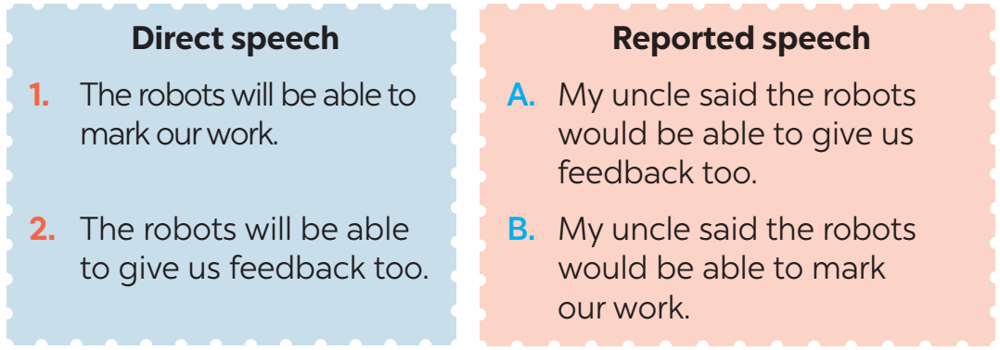 Direct speech
1. The robots will be able to
mark our work.
2. The robots will be able
to give us feedback too.
Reported speech
A. My uncle said the robots
would be able to give us
feedback too.
B. My uncle said the robots
would be able to mark
our work.